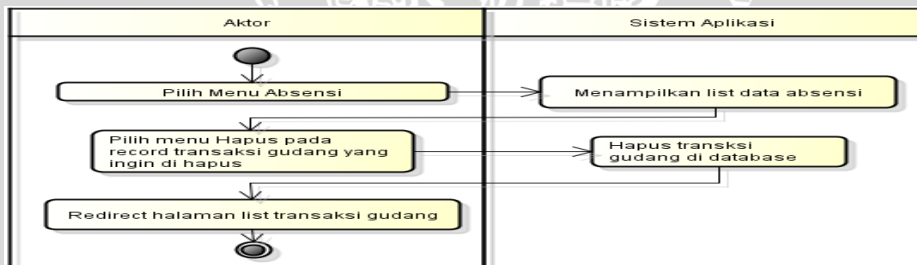 Aktor
Sistem Aplikasi
Pilih Menu Absensi
Menampilkan list data absensi
Pilih menu Hapus pada
record transaksi gudang yang
ingin di hapus
Hapus transksi
gudang di database
Redirect halaman list transaksi gudang